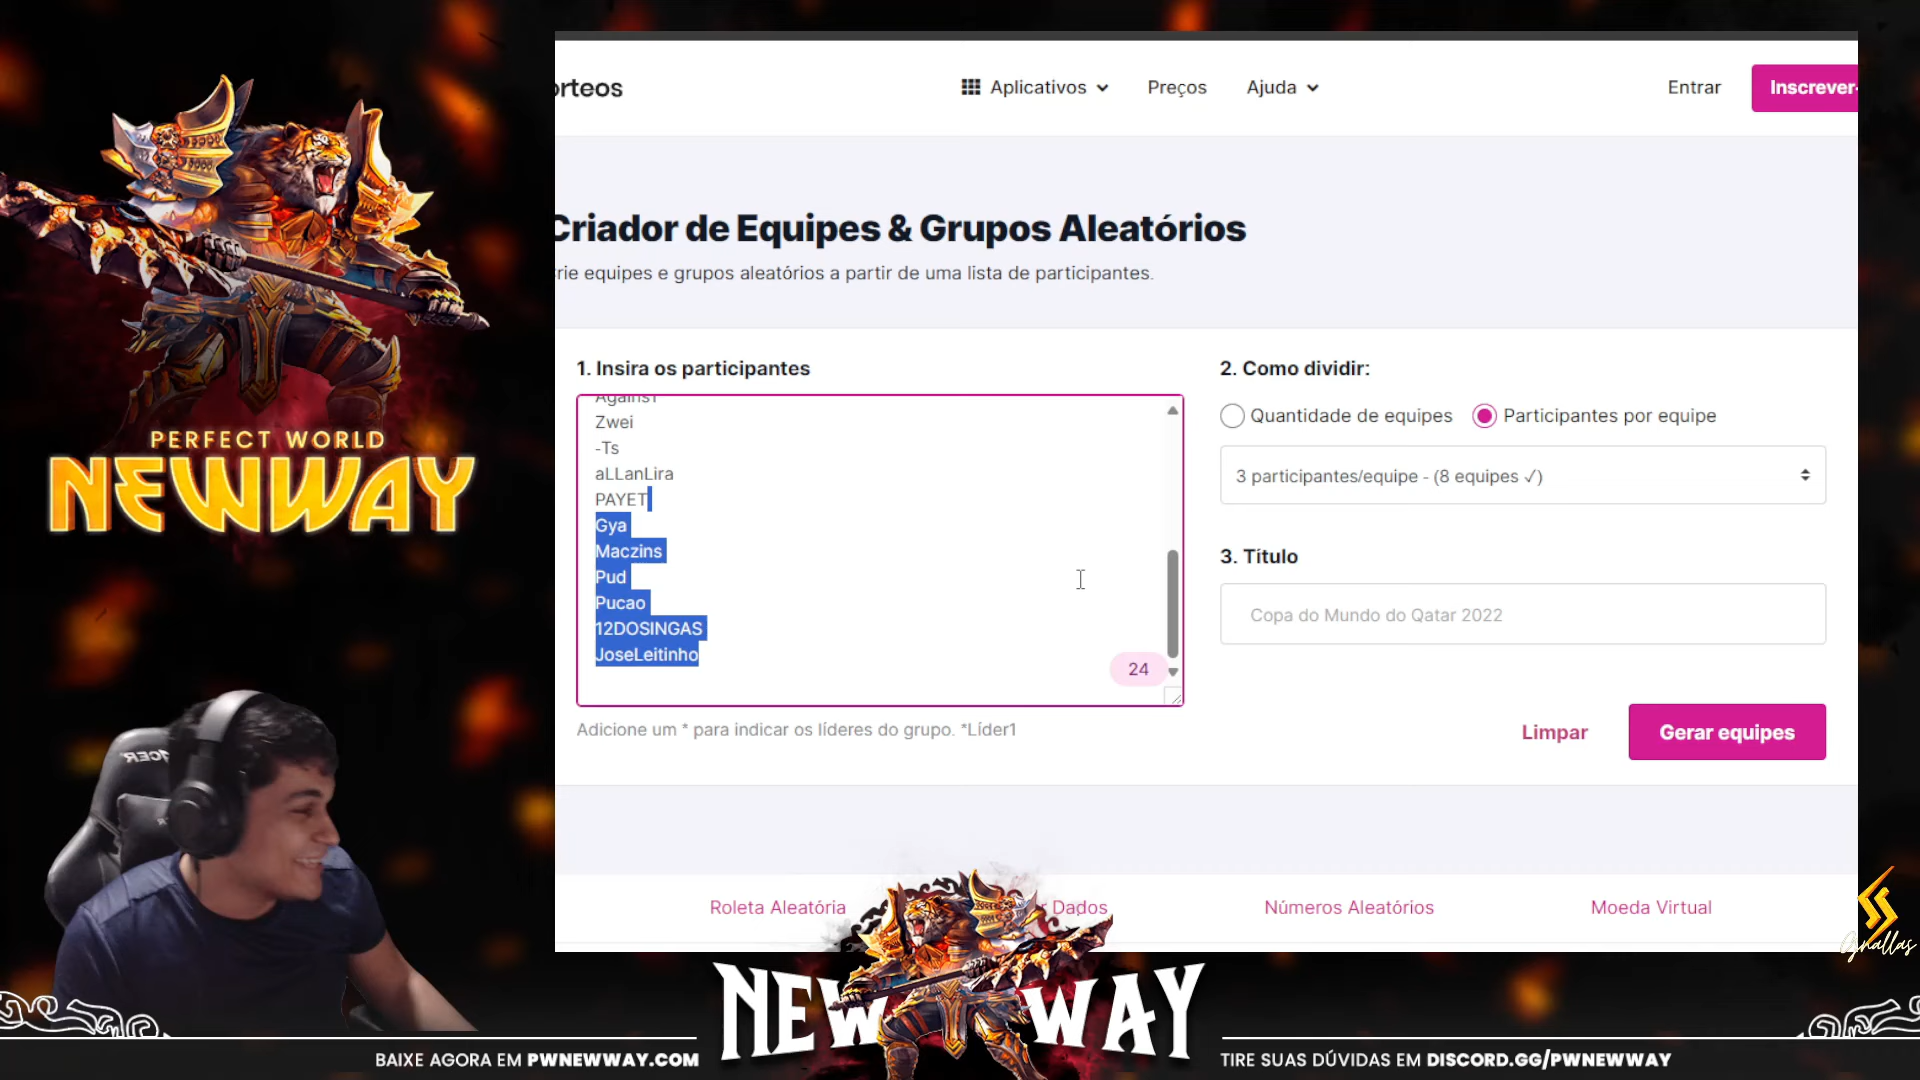 orteos
Aplicativos
Preços
Ajuda
Entrar
Inscrever-
Criador de Equipes & Grupos Aleatórios
rie equipes e grupos aleatórios a partir de uma lista de participantes.
1. Insira os participantes
Against
Zwei
-Ts
aLLanLira
PAYET
Gya
Maczins
Pud
Pucao
12DOSINGAS
JoseLeitinho
24
Adicione um * para indicar os líderes do grupo. *Líder1
2. Como dividir:
Quantidade de equipes
Participantes por equipe
3 participantes/equipe - (8 equipes ✓)
3. Título
Copa do Mundo do Qatar 2022
Limpar
Gerar equipes
Roleta Aleatória
r Dados
Números Aleatórios
Moeda Virtual
PERFECT WORLD
NEWWAY
NEW WAY
BAIXE AGORA EM PWNEWWAY.COM
TIRE SUAS DÚVIDAS EM DISCORD.GG/PWNEWWAY